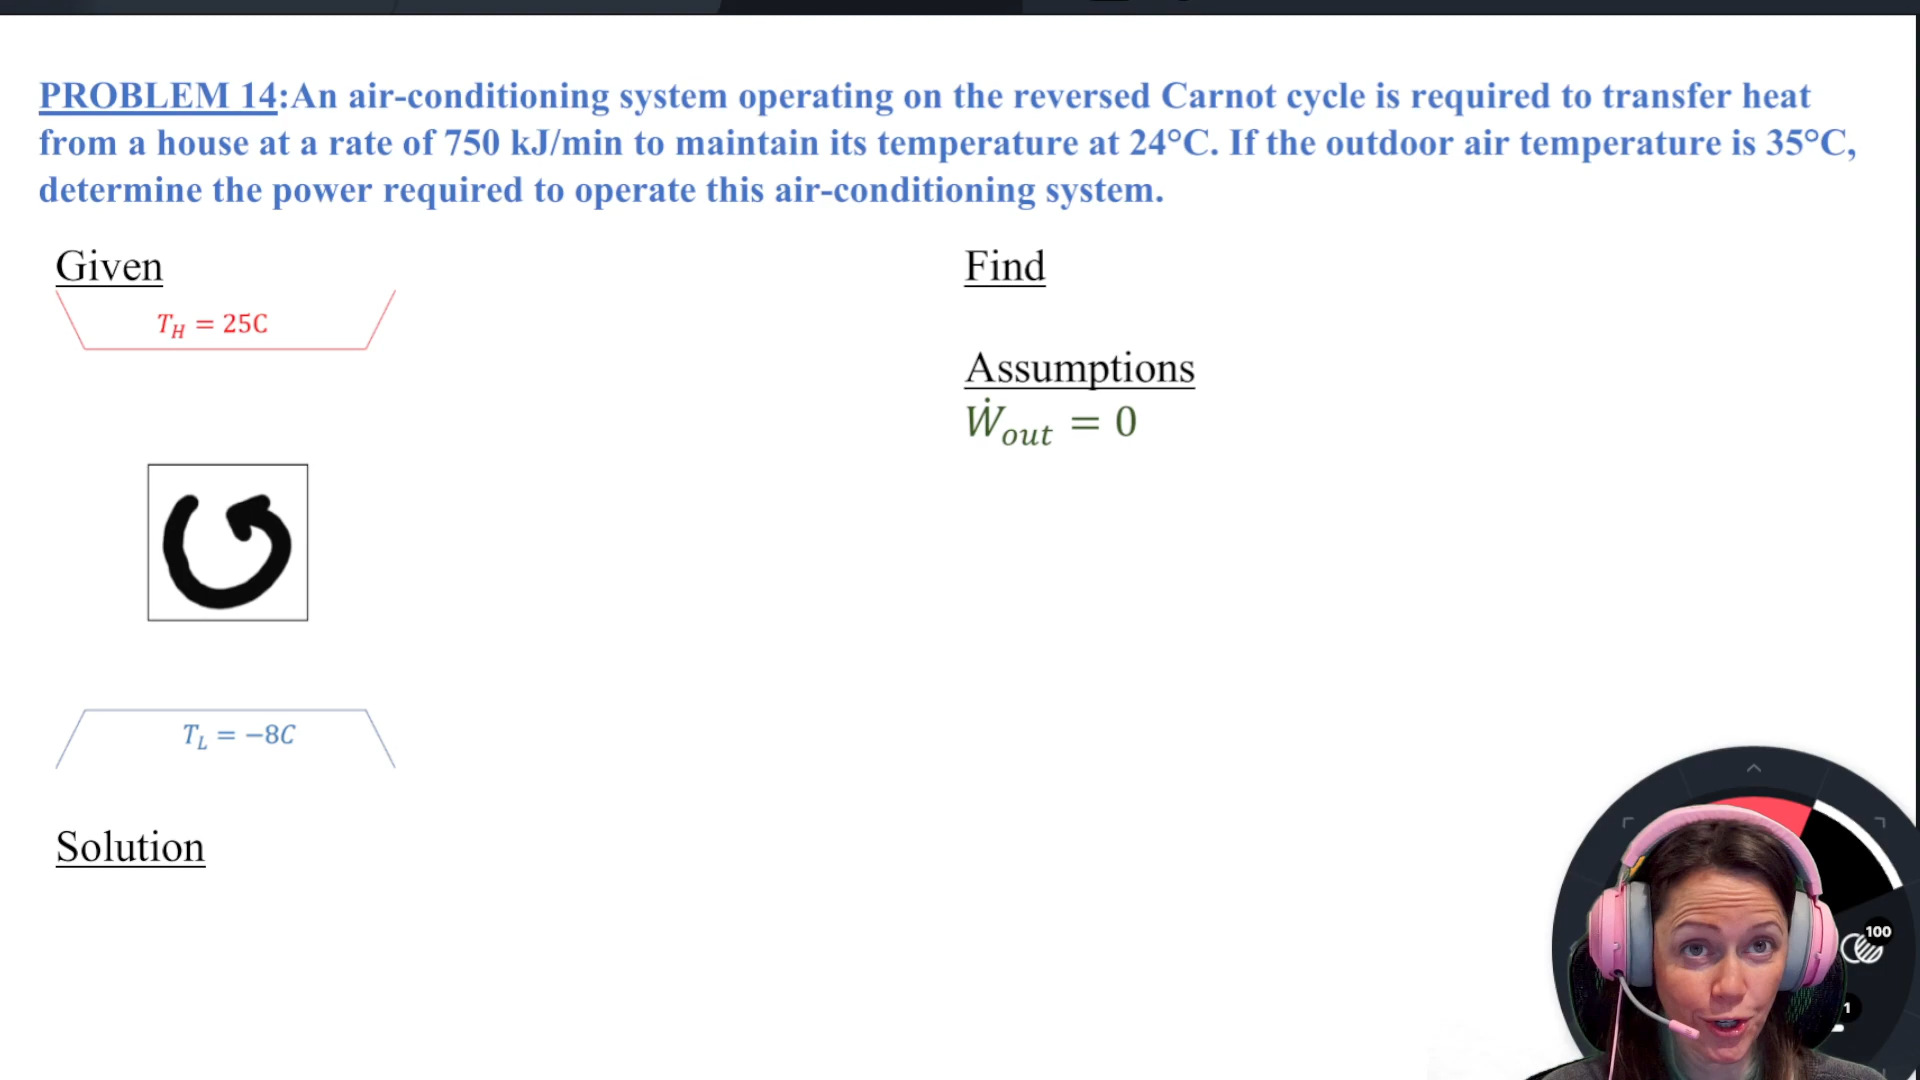 PROBLEM 14:An air-conditioning system operating on the reversed Carnot cycle is required to transfer heat
from a house at a rate of 750 kJ/min to maintain its temperature at 24°C. If the outdoor air temperature is 35°C,
determine the power required to operate this air-conditioning system.
Given
T_H = 25C
T_L = −8C
Solution
Find
Assumptions
Ẇ_out = 0
100
1